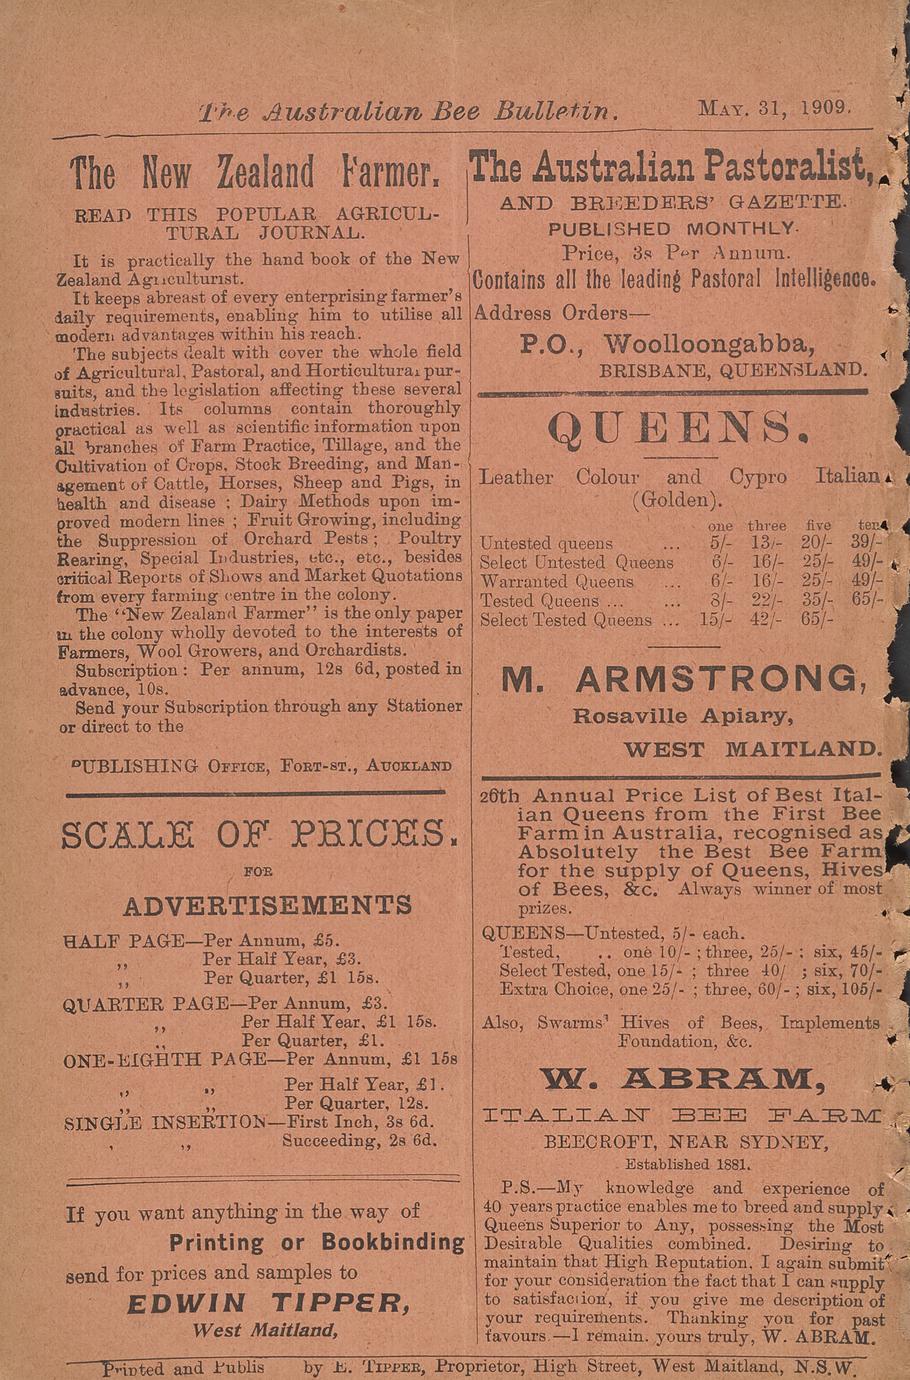 The Australian Bee Bulletin. MAY. 31, 1909.
The New Zealand Farmer.
READ THIS POPULAR AGRICUL-
TURAL JOURNAL.
It is practically the hand book of the New
Zealand Agriculturist.
It keeps abreast of every enterprising farmer's
daily requirements, enabling him to utilise all
modern advantages within his reach.
The subjects dealt with cover the whole field
of Agricultural, Pastoral, and Horticultural pur-
suits, and the legislation affecting these several
industries. Its columns contain thoroughly
practical as well as scientific information upon
all branches of Farm Practice, Tillage, and the
Cultivation of Crops, Stock Breeding, and Man-
agement of Cattle, Horses, Sheep and Pigs, in
health and disease ; Dairy Methods upon im-
proved modern lines ; Fruit Growing, including
the Suppression of Orchard Pests ; Poultry
Rearing, Special Industries, etc., etc., besides
critical Reports of Shows and Market Quotations
from every farming centre in the colony.
The "New Zealand Farmer" is the only paper
in the colony wholly devoted to the interests of
Farmers, Wool Growers, and Orchardists.
Subscription : Per annum, 12s 6d, posted in
advance, 10s.
Send your Subscription through any Stationer
or direct to the
PUBLISHING OFFICE, FORT-ST., AUCKLAND
SCALE OF PRICES.
FOR
ADVERTISEMENTS
HALF PAGE—Per Annum, £5.
,, Per Half Year, £3.
,, Per Quarter, £1 15s.
QUARTER PAGE—Per Annum, £3.
,, Per Half Year, £1 15s.
,, Per Quarter, £1.
ONE-EIGHTH PAGE—Per Annum, £1 15s
,, ,, Per Half Year, £1.
,, ,, Per Quarter, 12s.
SINGLE INSERTION—First Inch, 3s 6d.
, ,, Succeeding, 2s 6d.
If you want anything in the way of
Printing or Bookbinding
send for prices and samples to
EDWIN TIPPER,
West Maitland,
The Australian Pastoralist,
AND BREEDERS' GAZETTE.
PUBLISHED MONTHLY.
Price, 3s Per Annum.
Contains all the leading Pastoral Intelligence.
Address Orders—
P.O., Woolloongabba,
BRISBANE, QUEENSLAND.
QUEENS.
Leather Colour and Cypro Italian
(Golden).
one three five ten
Untested queens ... 5/- 13/- 20/- 39/-
Select Untested Queens 6/- 16/- 25/- 49/-
Warranted Queens ... 6/- 16/- 25/- 49/-
Tested Queens ... ... 8/- 22/- 35/- 65/-
Select Tested Queens ... 15/- 42/- 65/-
M. ARMSTRONG,
Rosaville Apiary,
WEST MAITLAND.
26th Annual Price List of Best Ital-
ian Queens from the First Bee
Farm in Australia, recognised as
Absolutely the Best Bee Farm
for the supply of Queens, Hives
of Bees, &c. Always winner of most
prizes.
QUEENS—Untested, 5/- each.
Tested, .. one 10/- ; three, 25/- ; six, 45/-
Select Tested, one 15/- ; three 40/ ; six, 70/-
Extra Choice, one 25/- ; three, 60/- ; six, 105/-
Also, Swarms' Hives of Bees, Implements
Foundation, &c.
W. ABRAM,
ITALIAN BEE FARM
BEECROFT, NEAR SYDNEY,
Established 1881.
P.S.—My knowledge and experience of
40 years practice enables me to breed and supply
Queens Superior to Any, possessing the Most
Desirable Qualities combined. Desiring to
maintain that High Reputation, I again submit
for your consideration the fact that I can supply
to satisfaction, if you give me description of
your requirements. Thanking you for past
favours.—I remain. yours truly, W. ABRAM.
Printed and Publis by E. TIPPER, Proprietor, High Street, West Maitland, N.S.W.